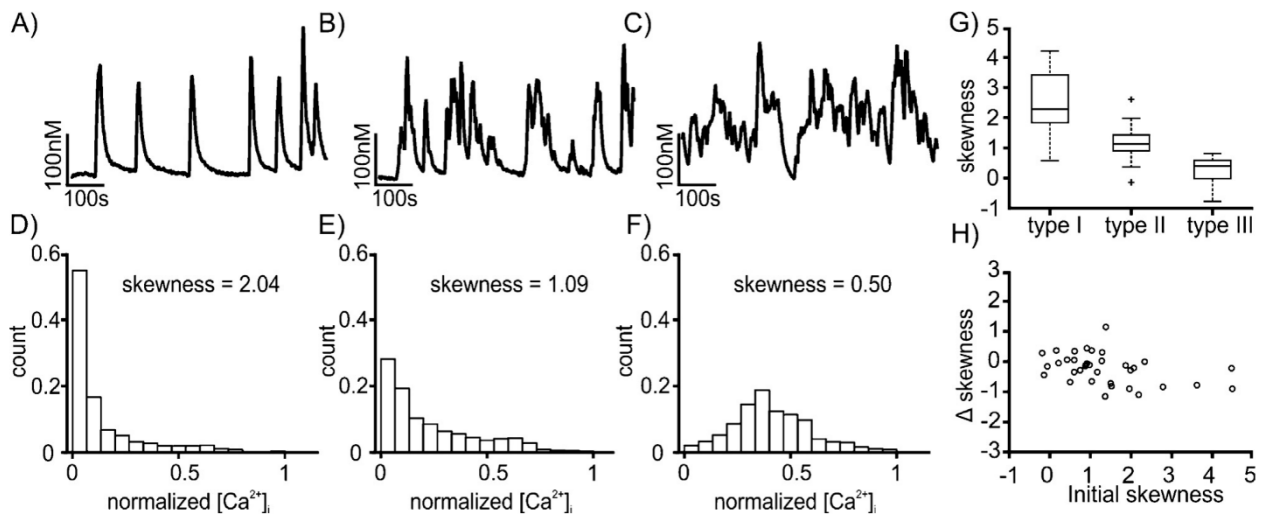 A)
100nM
100s
B)
100nM
100s
C)
100nM
100s
G)
skewness
5
4
3
2
1
0
-1
type I type II type III
D)
count
0.6
0.4
0.2
0
skewness = 2.04
0 0.5 1
normalized [Ca²⁺]ᵢ
E)
count
0.6
0.4
0.2
0
skewness = 1.09
0 0.5 1
normalized [Ca²⁺]ᵢ
F)
count
0.6
0.4
0.2
0
skewness = 0.50
0 0.5 1
normalized [Ca²⁺]ᵢ
H)
Δ skewness
3
2
1
0
-1
-2
-3
-1 0 1 2 3 4 5
Initial skewness